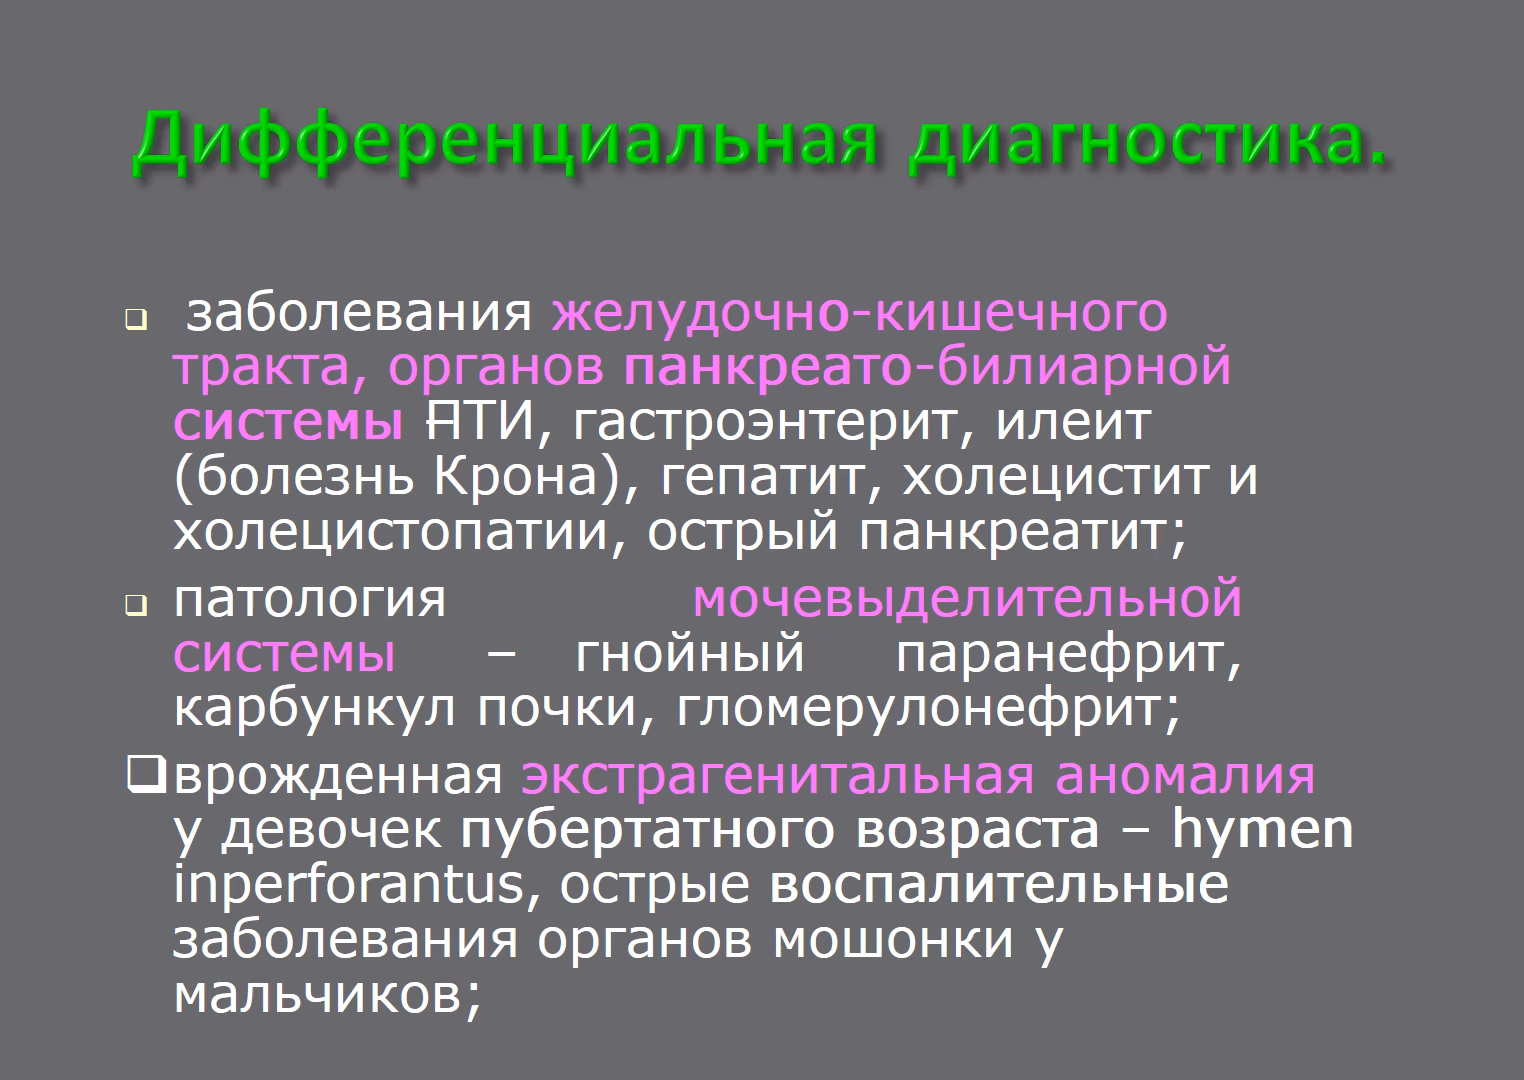 Дифференциальная диагностика.
заболевания желудочно-кишечного
тракта, органов панкреато-билиарной
системы – ПТИ, гастроэнтерит, илеит
(болезнь Крона), гепатит, холецистит и
холецистопатии, острый панкреатит;
патология мочевыделительной
системы – гнойный паранефрит,
карбункул почки, гломерулонефрит;
врожденная экстрагенитальная аномалия
у девочек пубертатного возраста – hymen
inperforantus, острые воспалительные
заболевания органов мошонки у
мальчиков;